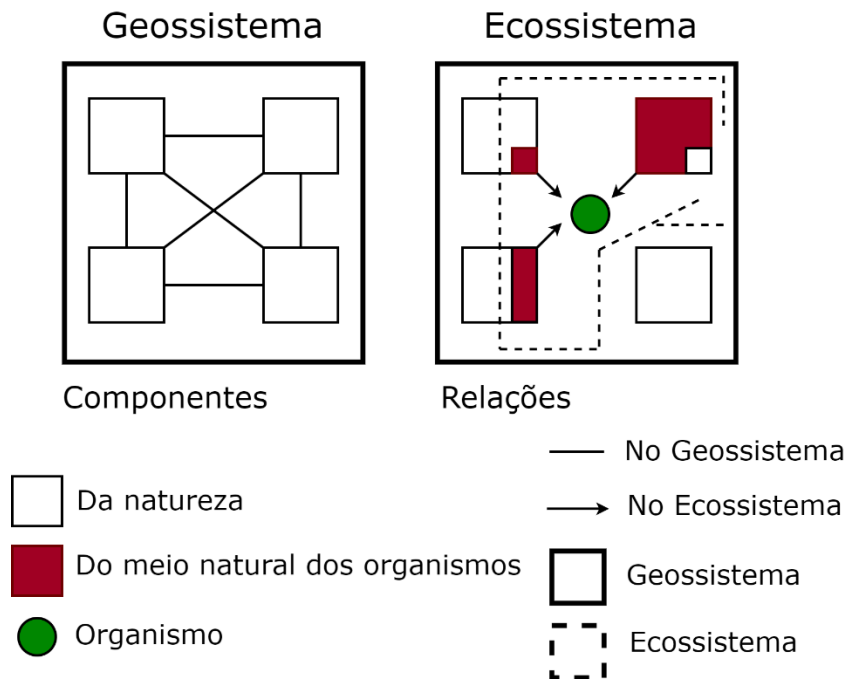 Geossistema
Ecossistema
Componentes
Relações
Da natureza
Do meio natural dos organismos
Organismo
No Geossistema
No Ecossistema
Geossistema
Ecossistema